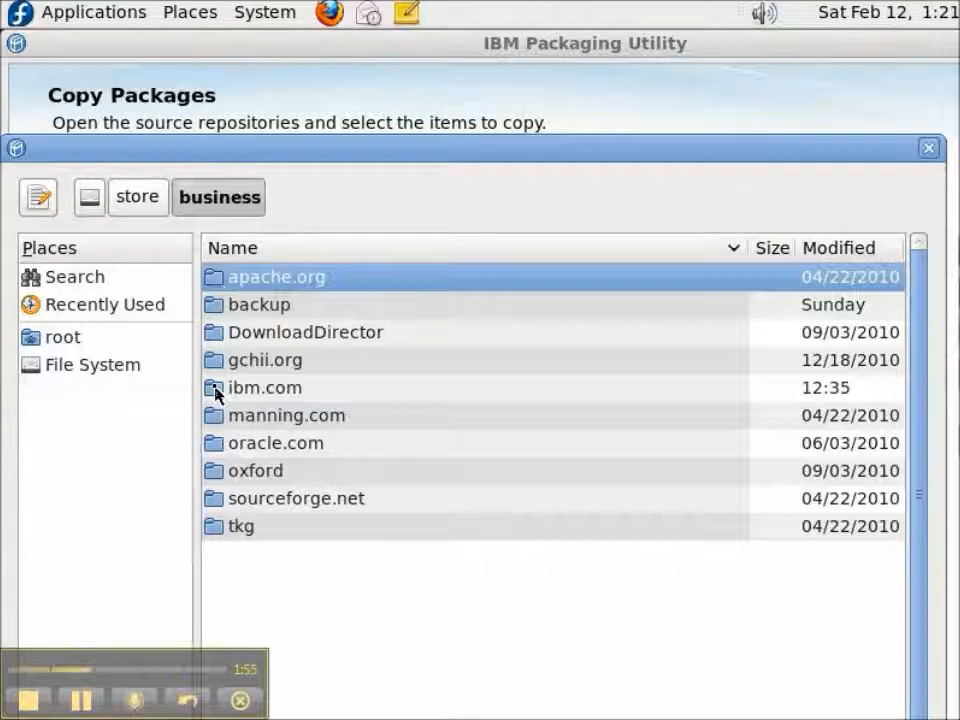 Applications Places System Sat Feb 12, 1:21
IBM Packaging Utility
Copy Packages
Open the source repositories and select the items to copy.
store business
Places Name Size Modified
Search apache.org 04/22/2010
Recently Used backup Sunday
root DownloadDirector 09/03/2010
File System gchii.org 12/18/2010
ibm.com 12:35
manning.com 04/22/2010
oracle.com 06/03/2010
oxford 09/03/2010
sourceforge.net 04/22/2010
tkg 04/22/2010
1:55